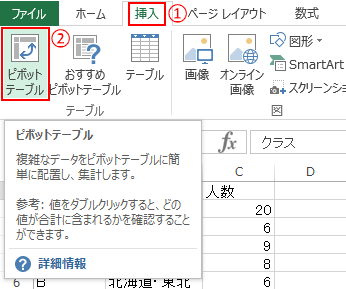 ファイル ホーム 挿入 ① ページ レイアウト 数式
②
ピボット
テーブル
おすすめ
ピボットテーブル
テーブル
画像
オンライン
画像
図形
SmartArt
スクリーンショ
テーブル
図
ピボットテーブル
複雑なデータをピボットテーブルに簡
単に配置し、集計します。
参考: 値をダブルクリックすると、どの
値が合計に含まれるかを確認すること
ができます。
詳細情報
fx クラス
C D
人数
20
6
9
8
6 B 北海道・東北 6